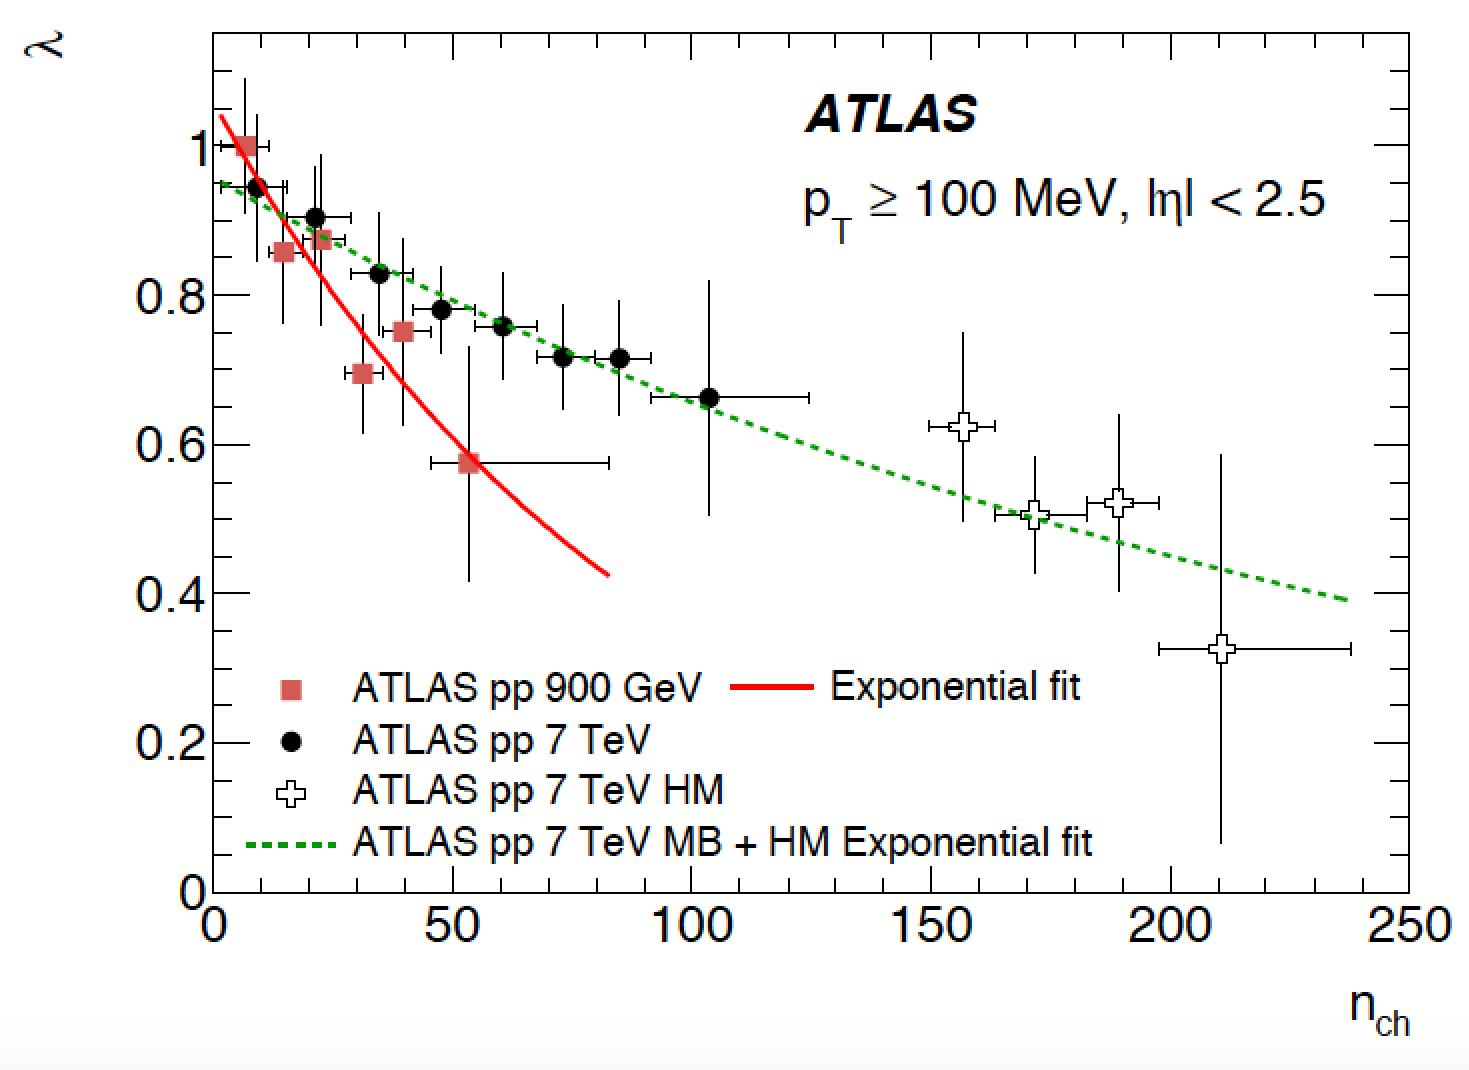 λ
ATLAS
pT ≥ 100 MeV, |η| < 2.5
1
0.8
0.6
0.4
0.2
0
ATLAS pp 900 GeV Exponential fit
ATLAS pp 7 TeV
ATLAS pp 7 TeV HM
ATLAS pp 7 TeV MB + HM Exponential fit
0 50 100 150 200 250
nch